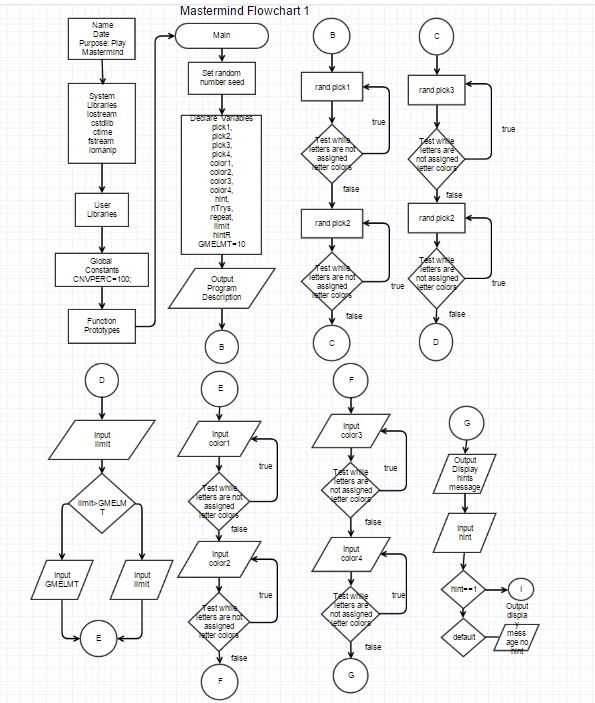 Mastermind Flowchart 1
Name
Date
Purpose: Play
Mastermind
System
Libraries
iostream
cstdlib
ctime
fstream
iomanip
User
Libraries
Global
Constants
CNVPERC=100;
Function
Prototypes
Main
Set random
number seed
Declare Variables
pick1,
pick2,
pick3,
pick4,
color1,
color2,
color3,
color4,
hint,
nTrys,
repeat,
limit
hintR
GMELMT=10
Output
Program
Description
B
B
rand pick1
true
Test while
letters are
not assigned
letter colors
false
rand pick2
Test while
letters are
not assigned
letter colors
true
false
C
C
rand pick3
true
Test while
letters are
not assigned
letter colors
false
rand pick2
Test while
letters are
not assigned
letter colors
true
false
D
D
Input
limit
limit>GMELM
T
Input
GMELMT
Input
limit
E
E
Input
color1
true
Test while
letters are not
assigned
letter colors
false
Input
color2
true
Test while
letters are not
assigned
letter colors
false
F
F
Input
color3
true
Test while
letters are
not assigned
letter colors
false
Input
color4
true
Test while
letters are
not assigned
letter colors
false
G
G
Output
Display
hints
message
Input
hint
hint==1
I
default
Output
displa
y
mess
age no
hint